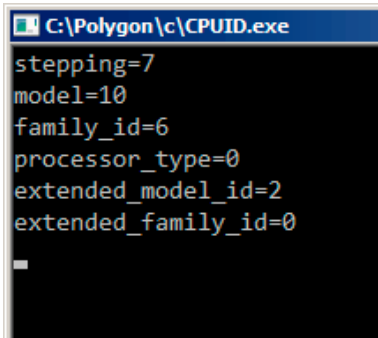 C:\Polygon\c\CPUID.exe
stepping=7
model=10
family_id=6
processor_type=0
extended_model_id=2
extended_family_id=0